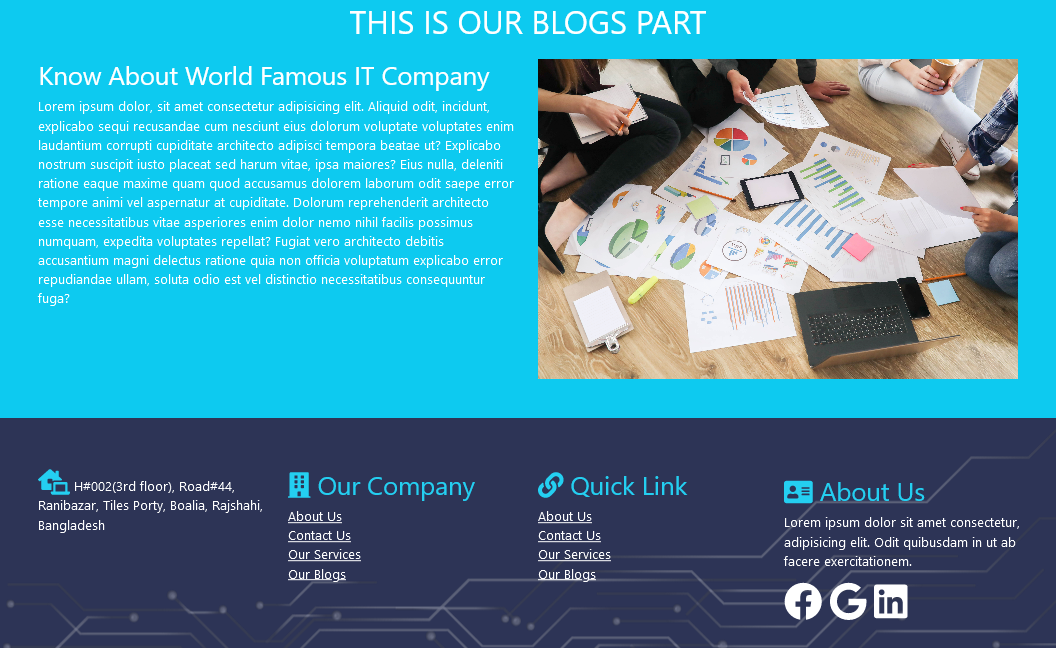 THIS IS OUR BLOGS PART
Know About World Famous IT Company
Lorem ipsum dolor, sit amet consectetur adipisicing elit. Aliquid odit, incidunt,
explicabo sequi recusandae cum nesciunt eius dolorum voluptate voluptates enim
laudantium corrupti cupiditate architecto adipisci tempora beatae ut? Explicabo
nostrum suscipit iusto placeat sed harum vitae, ipsa maiores? Eius nulla, deleniti
ratione eaque maxime quam quod accusamus dolorem laborum odit saepe error
tempore animi vel aspernatur at cupiditate. Dolorum reprehenderit architecto
esse necessitatibus vitae asperiores enim dolor nemo nihil facilis possimus
numquam, expedita voluptates repellat? Fugiat vero architecto debitis
accusantium magni delectus ratione quia non officia voluptatum explicabo error
repudiandae ullam, soluta odio est vel distinctio necessitatibus consequuntur
fuga?
H#002(3rd floor), Road#44,
Ranibazar, Tiles Porty, Boalia, Rajshahi,
Bangladesh
Our Company
About Us
Contact Us
Our Services
Our Blogs
Quick Link
About Us
Contact Us
Our Services
Our Blogs
About Us
Lorem ipsum dolor sit amet consectetur,
adipisicing elit. Odit quibusdam in ut ab
facere exercitationem.